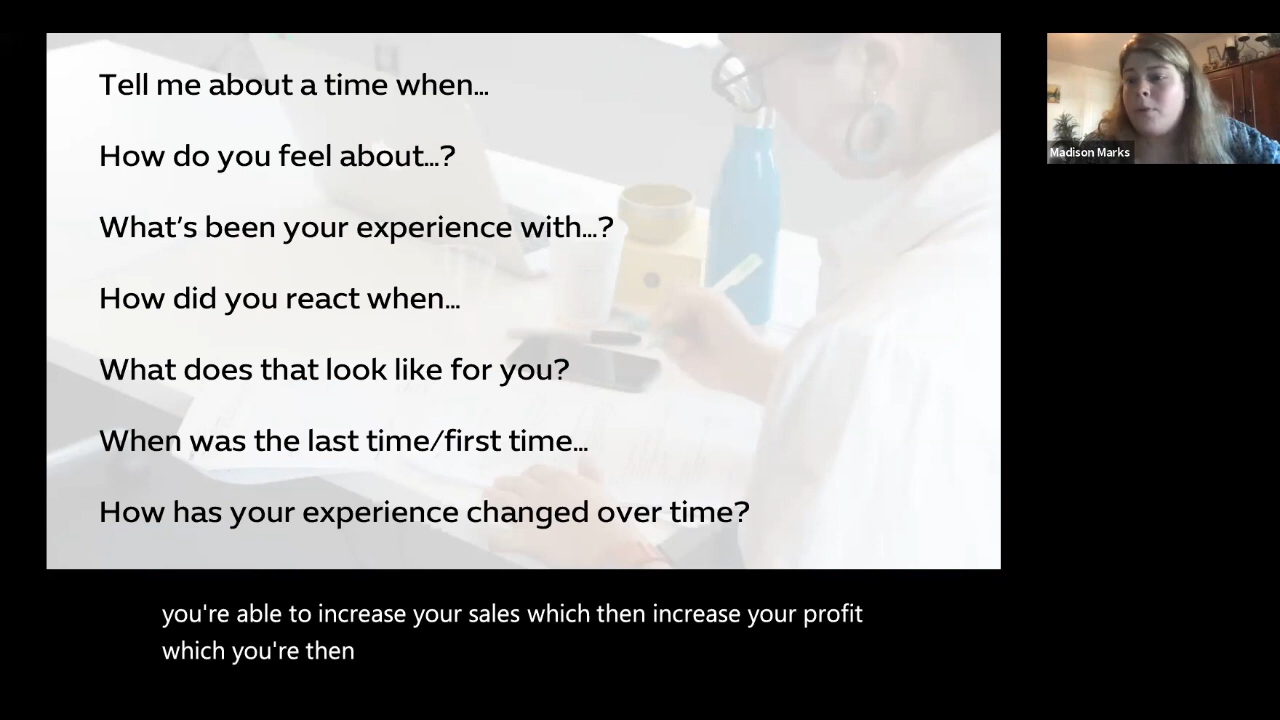 Tell me about a time when...
How do you feel about...?
What's been your experience with...?
How did you react when...
What does that look like for you?
When was the last time/first time...
How has your experience changed over time?
Madison Marks
you're able to increase your sales which then increase your profit
which you're then